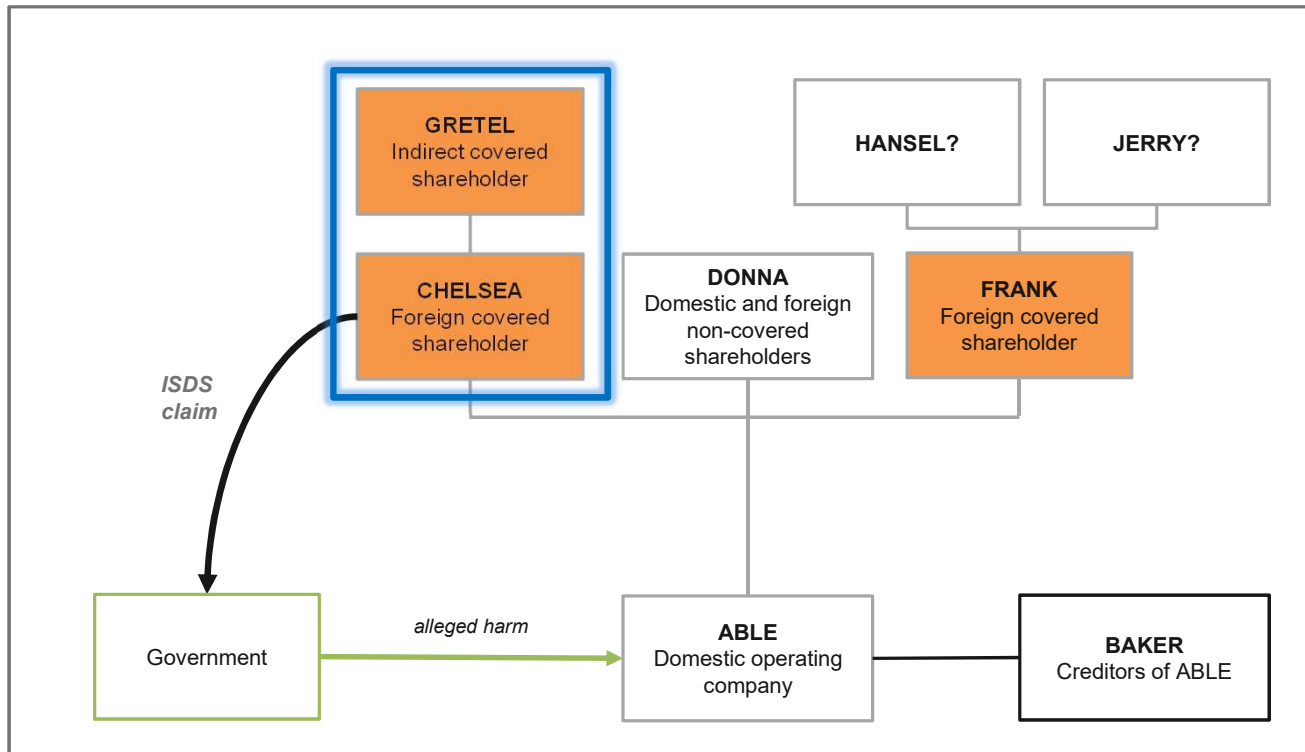 GRETEL
Indirect covered
shareholder
HANSEL?
JERRY?
CHELSEA
Foreign covered
shareholder
DONNA
Domestic and foreign
non-covered
shareholders
FRANK
Foreign covered
shareholder
ISDS
claim
Government
alleged harm
ABLE
Domestic operating
company
BAKER
Creditors of ABLE